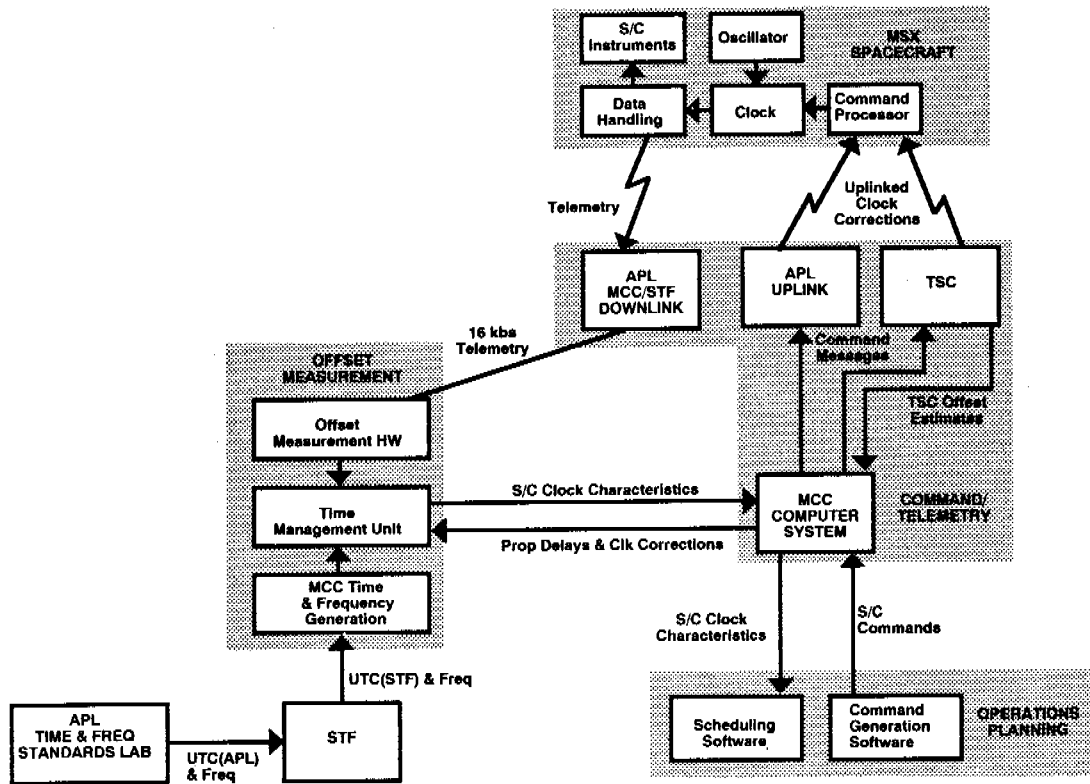 S/C
Instruments
Oscillator
MSX
SPACECRAFT
Data
Handling
Clock
Command
Processor
Telemetry
Uplinked
Clock
Corrections
APL
MCC/STF
DOWNLINK
APL
UPLINK
TSC
16 kbs
Telemetry
Command
Messages
OFFSET
MEASUREMENT
TSC Offset
Estimates
Offset
Measurement HW
S/C Clock Characteristics
Time
Management Unit
MCC
COMPUTER
SYSTEM
COMMAND/
TELEMETRY
Prop Delays & Clk Corrections
MCC Time
& Frequency
Generation
S/C Clock
Characteristics
S/C
Commands
UTC(STF) & Freq
APL
TIME & FREQ
STANDARDS LAB
UTC(APL)
& Freq
STF
Scheduling
Software
Command
Generation
Software
OPERATIONS
PLANNING